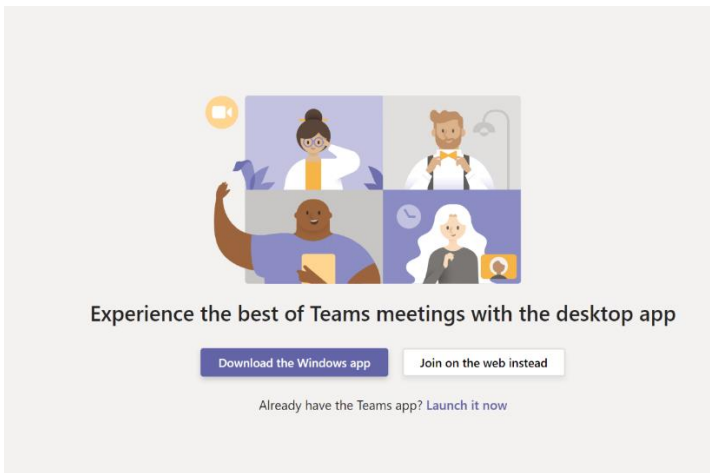 Experience the best of Teams meetings with the desktop app
Download the Windows app
Join on the web instead
Already have the Teams app? Launch it now